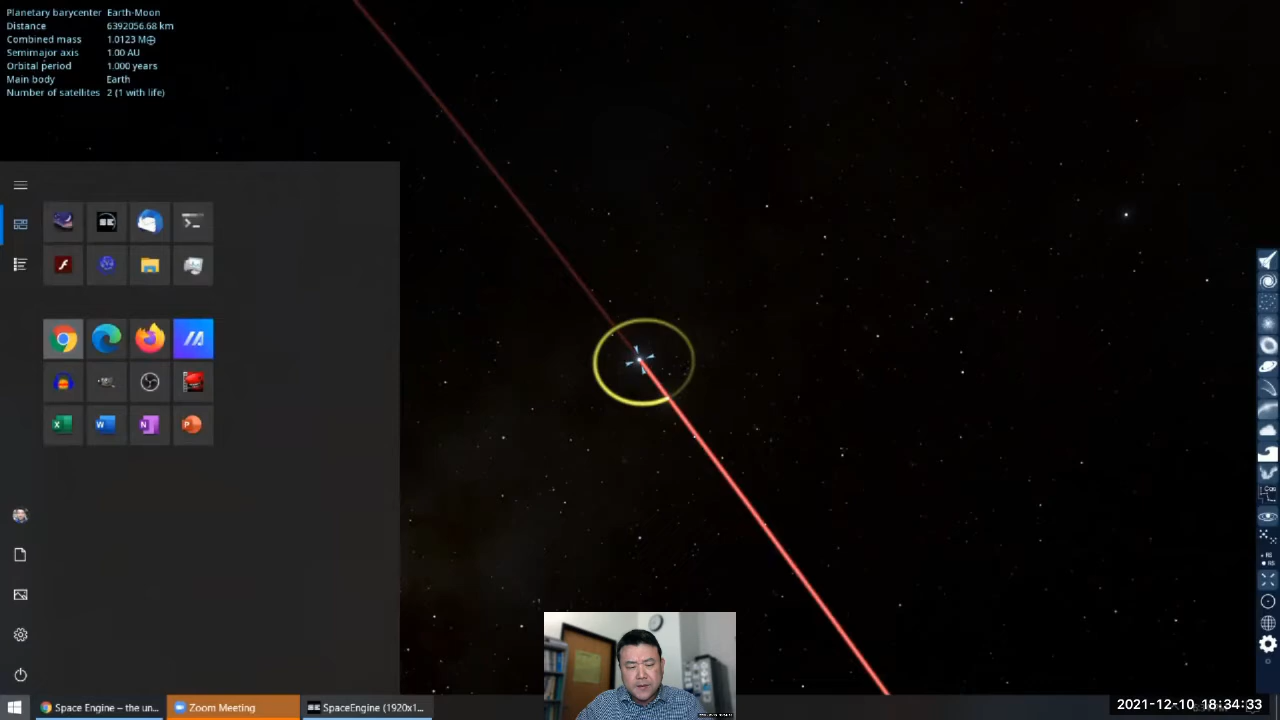 Planetary barycenter Earth-Moon
Distance 6392056.68 km
Combined mass 1.0123 M⊕
Semimajor axis 1.00 AU
Orbital period 1.000 years
Main body Earth
Number of satellites 2 (1 with life)
Space Engine – the un...
Zoom Meeting
SpaceEngine (1920x1...
2021-12-10 18:34:33